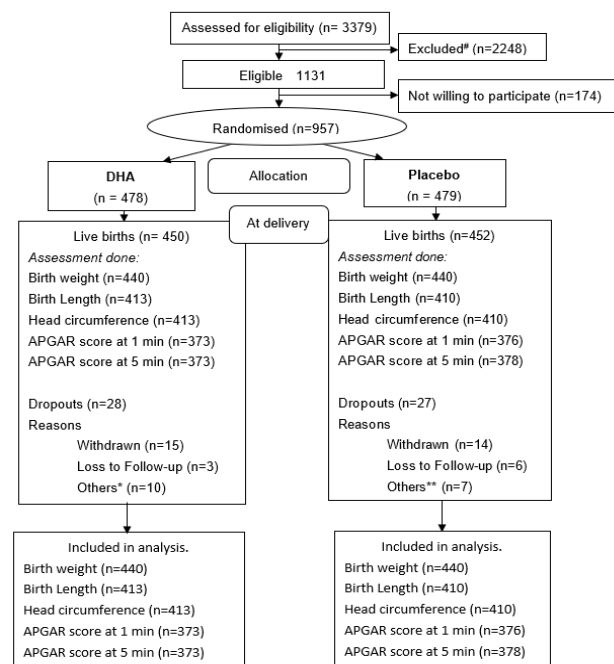 Assessed for eligibility (n= 3379)
Excluded# (n=2248)
Eligible 1131
Not willing to participate (n=174)
Randomised (n=957)
DHA
(n = 478)
Allocation
Placebo
(n = 479)
At delivery
Live births (n= 450)
Assessment done:
Birth weight (n=440)
Birth Length (n=413)
Head circumference (n=413)
APGAR score at 1 min (n=373)
APGAR score at 5 min (n=373)
Dropouts (n=28)
Reasons
Withdrawn (n=15)
Loss to Follow-up (n=3)
Others* (n=10)
Live births (n=452)
Assessment done:
Birth weight (n=440)
Birth Length (n=410)
Head circumference (n=410)
APGAR score at 1 min (n=376)
APGAR score at 5 min (n=378)
Dropouts (n=27)
Reasons
Withdrawn (n=14)
Loss to Follow-up (n=6)
Others** (n=7)
Included in analysis.
Birth weight (n=440)
Birth Length (n=413)
Head circumference (n=413)
APGAR score at 1 min (n=373)
APGAR score at 5 min (n=373)
Included in analysis.
Birth weight (n=440)
Birth Length (n=410)
Head circumference (n=410)
APGAR score at 1 min (n=376)
APGAR score at 5 min (n=378)